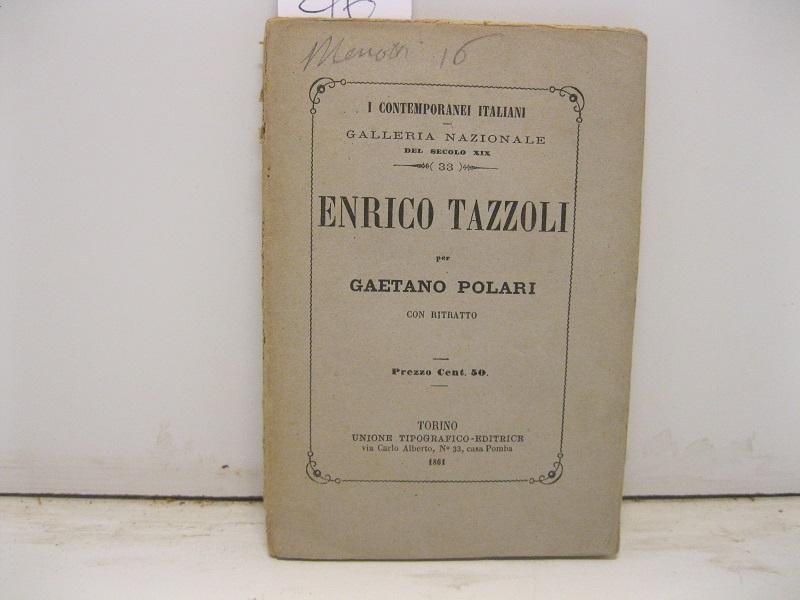 16
I CONTEMPORANEI ITALIANI
GALLERIA NAZIONALE
DEL SECOLO XIX
( 33 )
ENRICO TAZZOLI
per
GAETANO POLARI
CON RITRATTO
Prezzo Cent. 50.
TORINO
UNIONE TIPOGRAFICO-EDITRICE
via Carlo Alberto, Nº 33, casa Pomba
1861